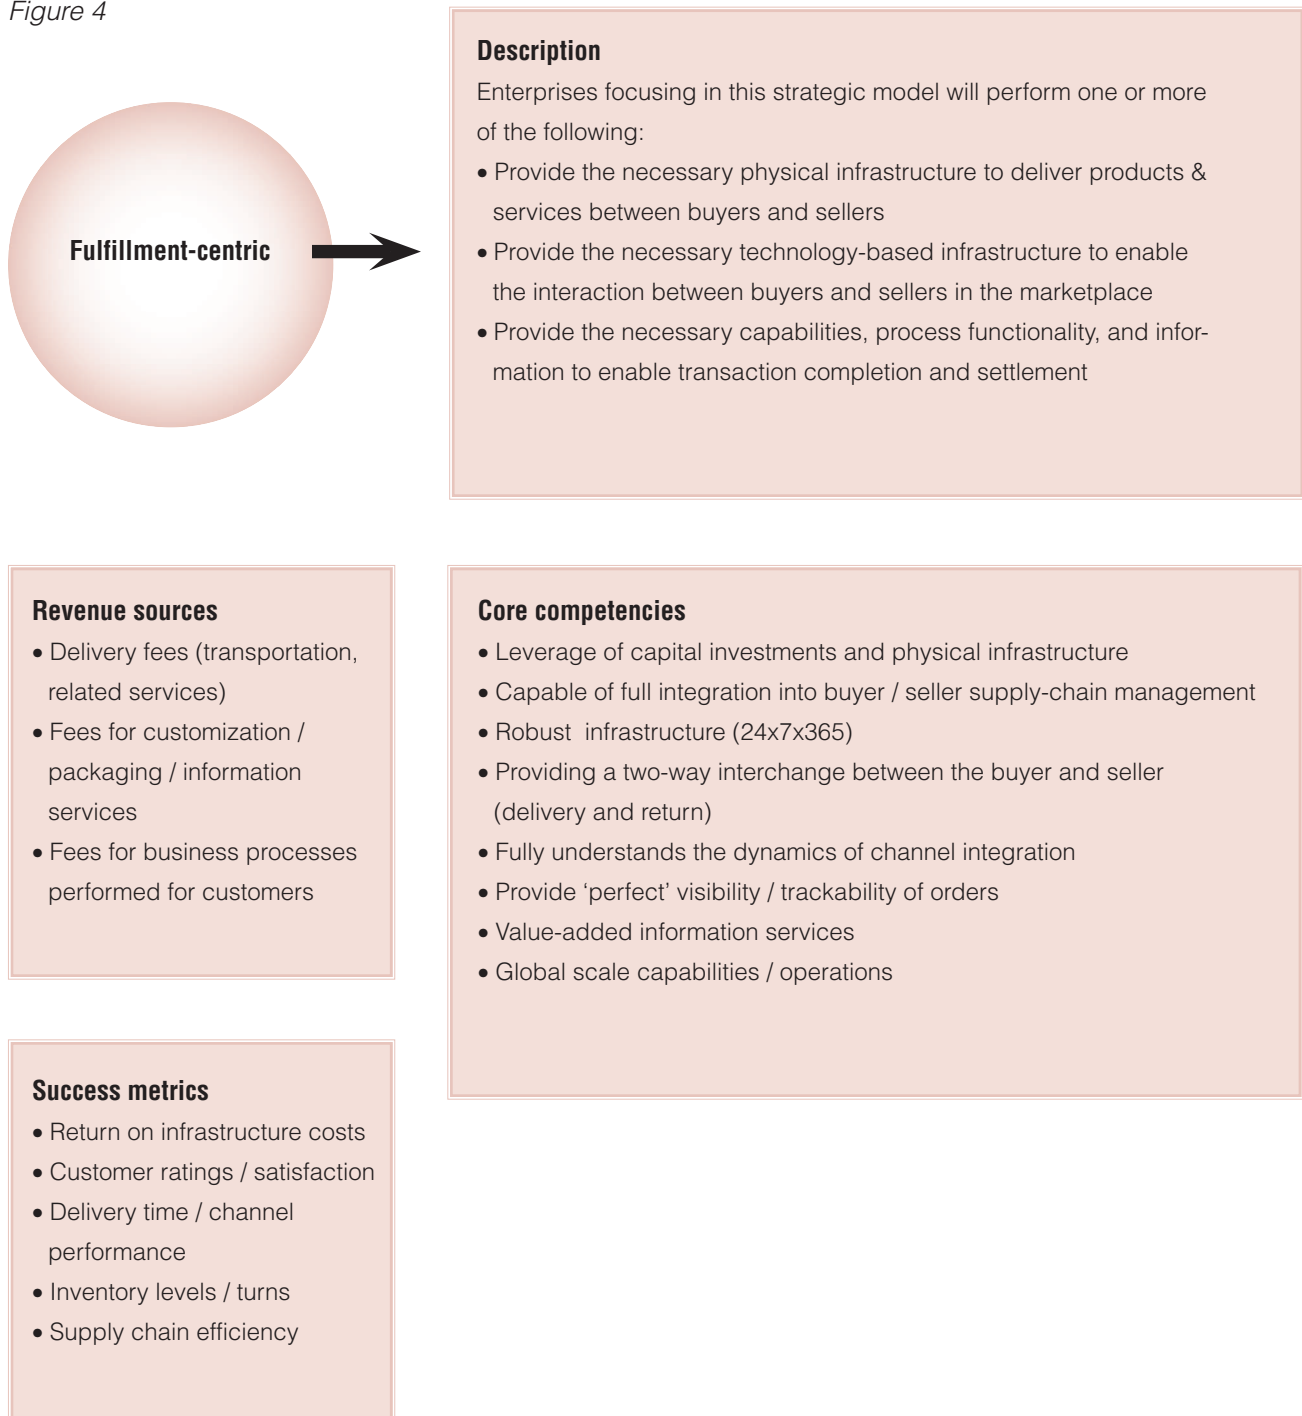 Figure 4
Fulfillment-centric
Description
Enterprises focusing in this strategic model will perform one or more
of the following:
• Provide the necessary physical infrastructure to deliver products &
services between buyers and sellers
• Provide the necessary technology-based infrastructure to enable
the interaction between buyers and sellers in the marketplace
• Provide the necessary capabilities, process functionality, and infor-
mation to enable transaction completion and settlement
Revenue sources
• Delivery fees (transportation,
related services)
• Fees for customization /
packaging / information
services
• Fees for business processes
performed for customers
Core competencies
• Leverage of capital investments and physical infrastructure
• Capable of full integration into buyer / seller supply-chain management
• Robust  infrastructure (24x7x365)
• Providing a two-way interchange between the buyer and seller
(delivery and return)
• Fully understands the dynamics of channel integration
• Provide ‘perfect’ visibility / trackability of orders
• Value-added information services
• Global scale capabilities / operations
Success metrics
• Return on infrastructure costs
• Customer ratings / satisfaction
• Delivery time / channel
performance
• Inventory levels / turns
• Supply chain efficiency